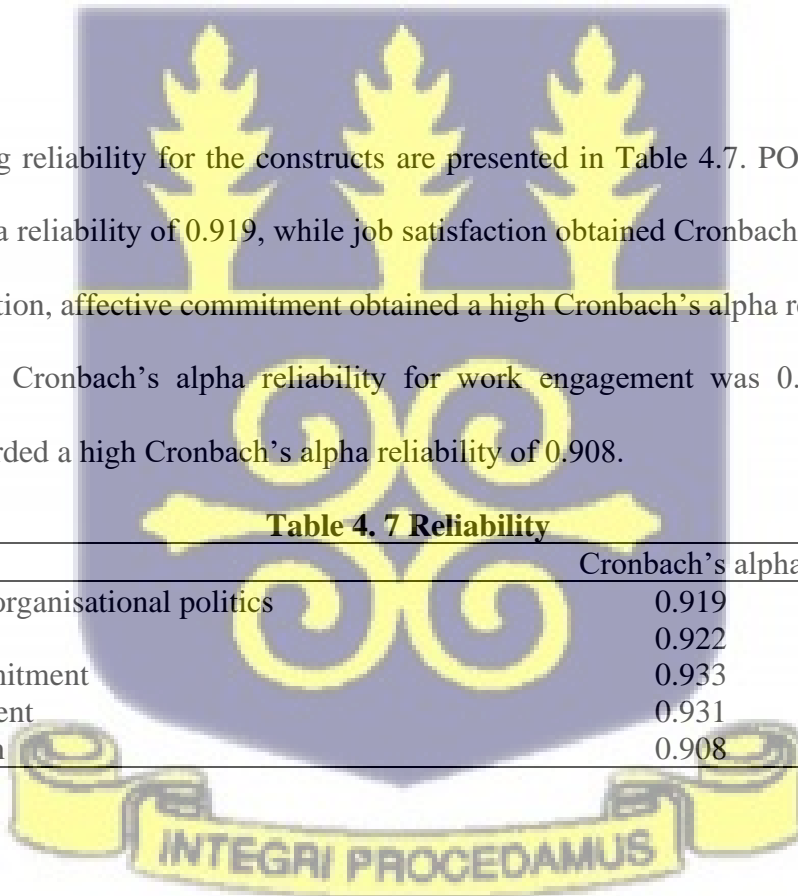 g reliability for the constructs are presented in Table 4.7. PO
a reliability of 0.919, while job satisfaction obtained Cronbach
tion, affective commitment obtained a high Cronbach’s alpha r
Cronbach’s alpha reliability for work engagement was 0.
rded a high Cronbach’s alpha reliability of 0.908.
Table 4. 7 Reliability
Cronbach’s alpha
organisational politics 0.919
0.922
mitment 0.933
ent 0.931
n 0.908
INTEGRI PROCEDAMUS